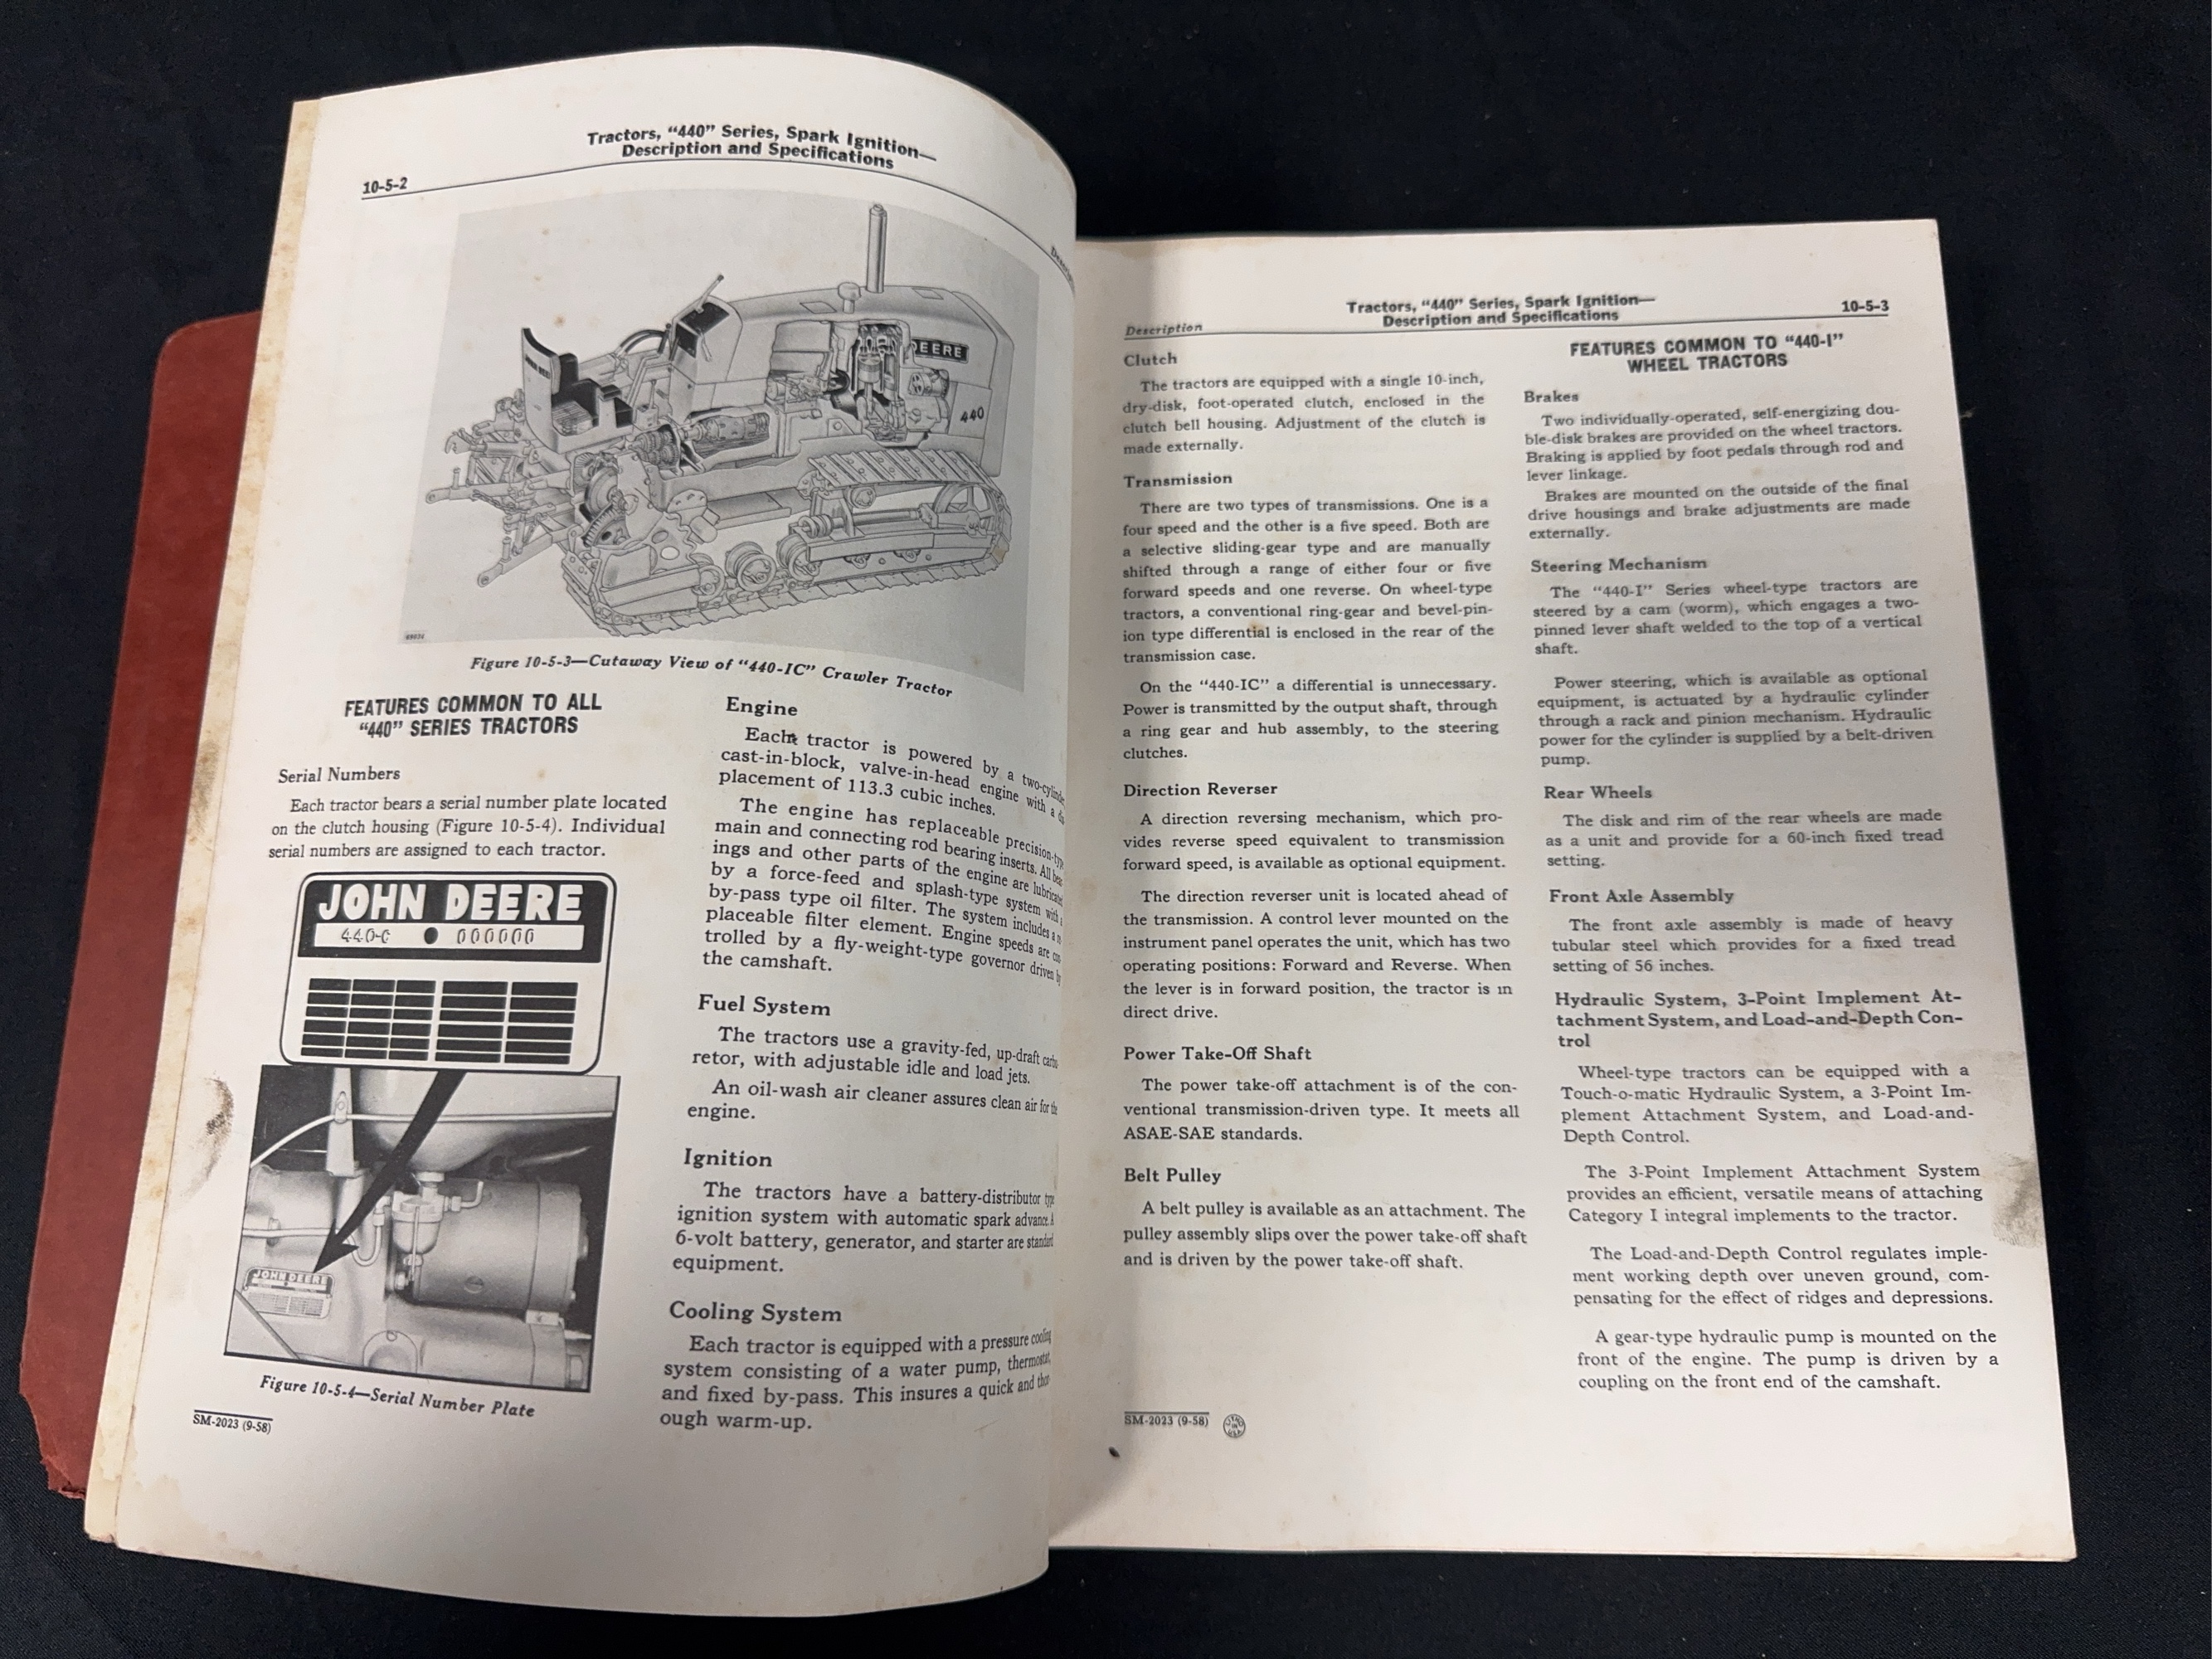 Tractors, "440" Series, Spark Ignition—
Description and Specifications
10-5-2
DEERE
440
Figure 10-5-3—Cutaway View of "440-IC" Crawler Tractor
FEATURES COMMON TO ALL
"440" SERIES TRACTORS
Serial Numbers
Each tractor bears a serial number plate located
on the clutch housing (Figure 10-5-4). Individual
serial numbers are assigned to each tractor.
JOHN DEERE
440-C 000000
JOHN DEERE
Figure 10-5-4—Serial Number Plate
SM-2023 (9-58)
Engine
Each tractor is powered by a
cast-in-block, valve-in-head engine with a
placement of 113.3 cubic inches.
The engine has replaceable
main and connecting rod bearing inserts. All
ings and other parts of the engine are
by a force-feed and splash-type system with
by-pass type oil filter. The system includes a
placeable filter element. Engine speeds are
trolled by a fly-weight-type governor driven
the camshaft.
Fuel System
The tractors use a gravity-fed, up-draft
retor, with adjustable idle and load jets.
An oil-wash air cleaner assures clean air for the
engine.
Ignition
The tractors have a battery-distributor
ignition system with automatic spark advance. A
6-volt battery, generator, and starter are standard
equipment.
Cooling System
Each tractor is equipped with a pressure cooling
system consisting of a water pump, thermostat,
and fixed by-pass. This insures a quick and thor-
ough warm-up.
Tractors, "440" Series, Spark Ignition—
Description and Specifications
Description
10-5-3
Clutch
The tractors are equipped with a single 10-inch,
dry-disk, foot-operated clutch, enclosed in the
clutch bell housing. Adjustment of the clutch is
made externally.
Transmission
There are two types of transmissions. One is a
four speed and the other is a five speed. Both are
a selective sliding-gear type and are manually
shifted through a range of either four or five
forward speeds and one reverse. On wheel-type
tractors, a conventional ring-gear and bevel-pin-
ion type differential is enclosed in the rear of the
transmission case.
On the "440-IC" a differential is unnecessary.
Power is transmitted by the output shaft, through
a ring gear and hub assembly, to the steering
clutches.
Direction Reverser
A direction reversing mechanism, which pro-
vides reverse speed equivalent to transmission
forward speed, is available as optional equipment.
The direction reverser unit is located ahead of
the transmission. A control lever mounted on the
instrument panel operates the unit, which has two
operating positions: Forward and Reverse. When
the lever is in forward position, the tractor is in
direct drive.
Power Take-Off Shaft
The power take-off attachment is of the con-
ventional transmission-driven type. It meets all
ASAE-SAE standards.
Belt Pulley
A belt pulley is available as an attachment. The
pulley assembly slips over the power take-off shaft
and is driven by the power take-off shaft.
SM-2023 (9-58)
FEATURES COMMON TO "440-I"
WHEEL TRACTORS
Brakes
Two individually-operated, self-energizing dou-
ble-disk brakes are provided on the wheel tractors.
Braking is applied by foot pedals through rod and
lever linkage.
Brakes are mounted on the outside of the final
drive housings and brake adjustments are made
externally.
Steering Mechanism
The "440-I" Series wheel-type tractors are
steered by a cam (worm), which engages a two-
pinned lever shaft welded to the top of a vertical
shaft.
Power steering, which is available as optional
equipment, is actuated by a hydraulic cylinder
through a rack and pinion mechanism. Hydraulic
power for the cylinder is supplied by a belt-driven
pump.
Rear Wheels
The disk and rim of the rear wheels are made
as a unit and provide for a 60-inch fixed tread
setting.
Front Axle Assembly
The front axle assembly is made of heavy
tubular steel which provides for a fixed tread
setting of 56 inches.
Hydraulic System, 3-Point Implement At-
tachment System, and Load-and-Depth Con-
trol
Wheel-type tractors can be equipped with a
Touch-o-matic Hydraulic System, a 3-Point Im-
plement Attachment System, and Load-and-
Depth Control.
The 3-Point Implement Attachment System
provides an efficient, versatile means of attaching
Category I integral implements to the tractor.
The Load-and-Depth Control regulates imple-
ment working depth over uneven ground, com-
pensating for the effect of ridges and depressions.
A gear-type hydraulic pump is mounted on the
front of the engine. The pump is driven by a
coupling on the front end of the camshaft.